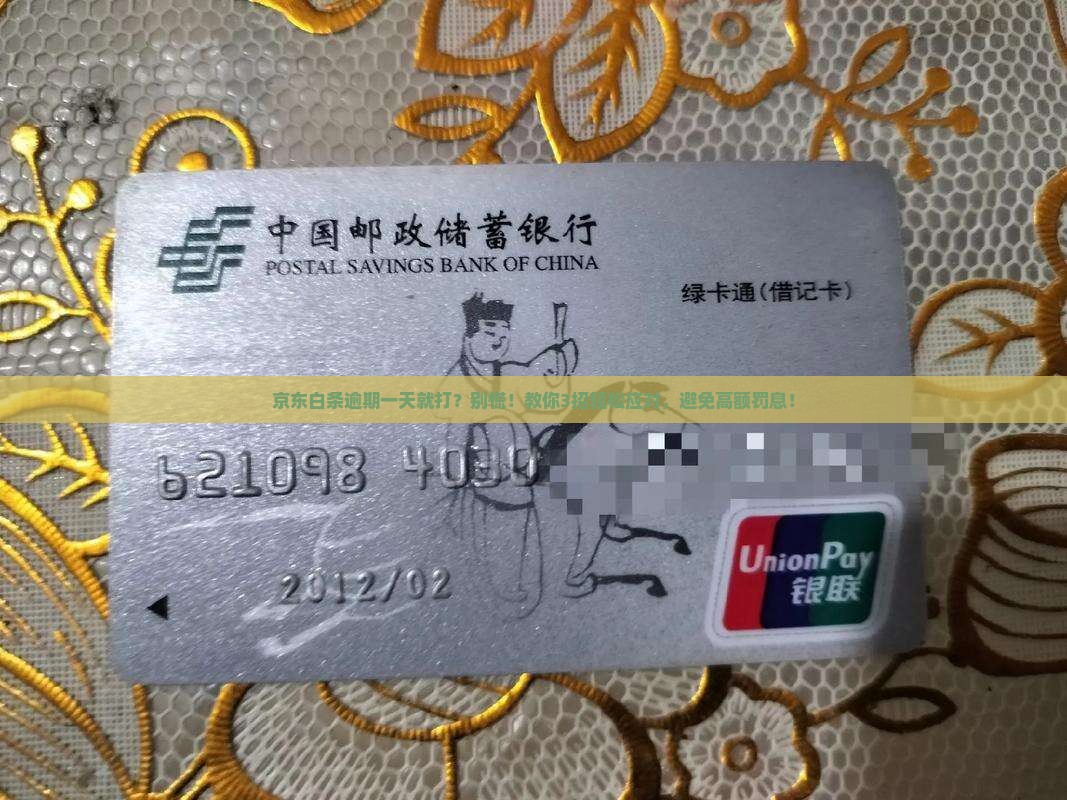 中国邮政储蓄银行
POSTAL SAVINGS BANK OF CHINA
绿卡通(借记卡)
京东白条逾期一天就打?别慌!教你3招 避免高额罚息!
621098 4030
2012/02
UnionPay
银联